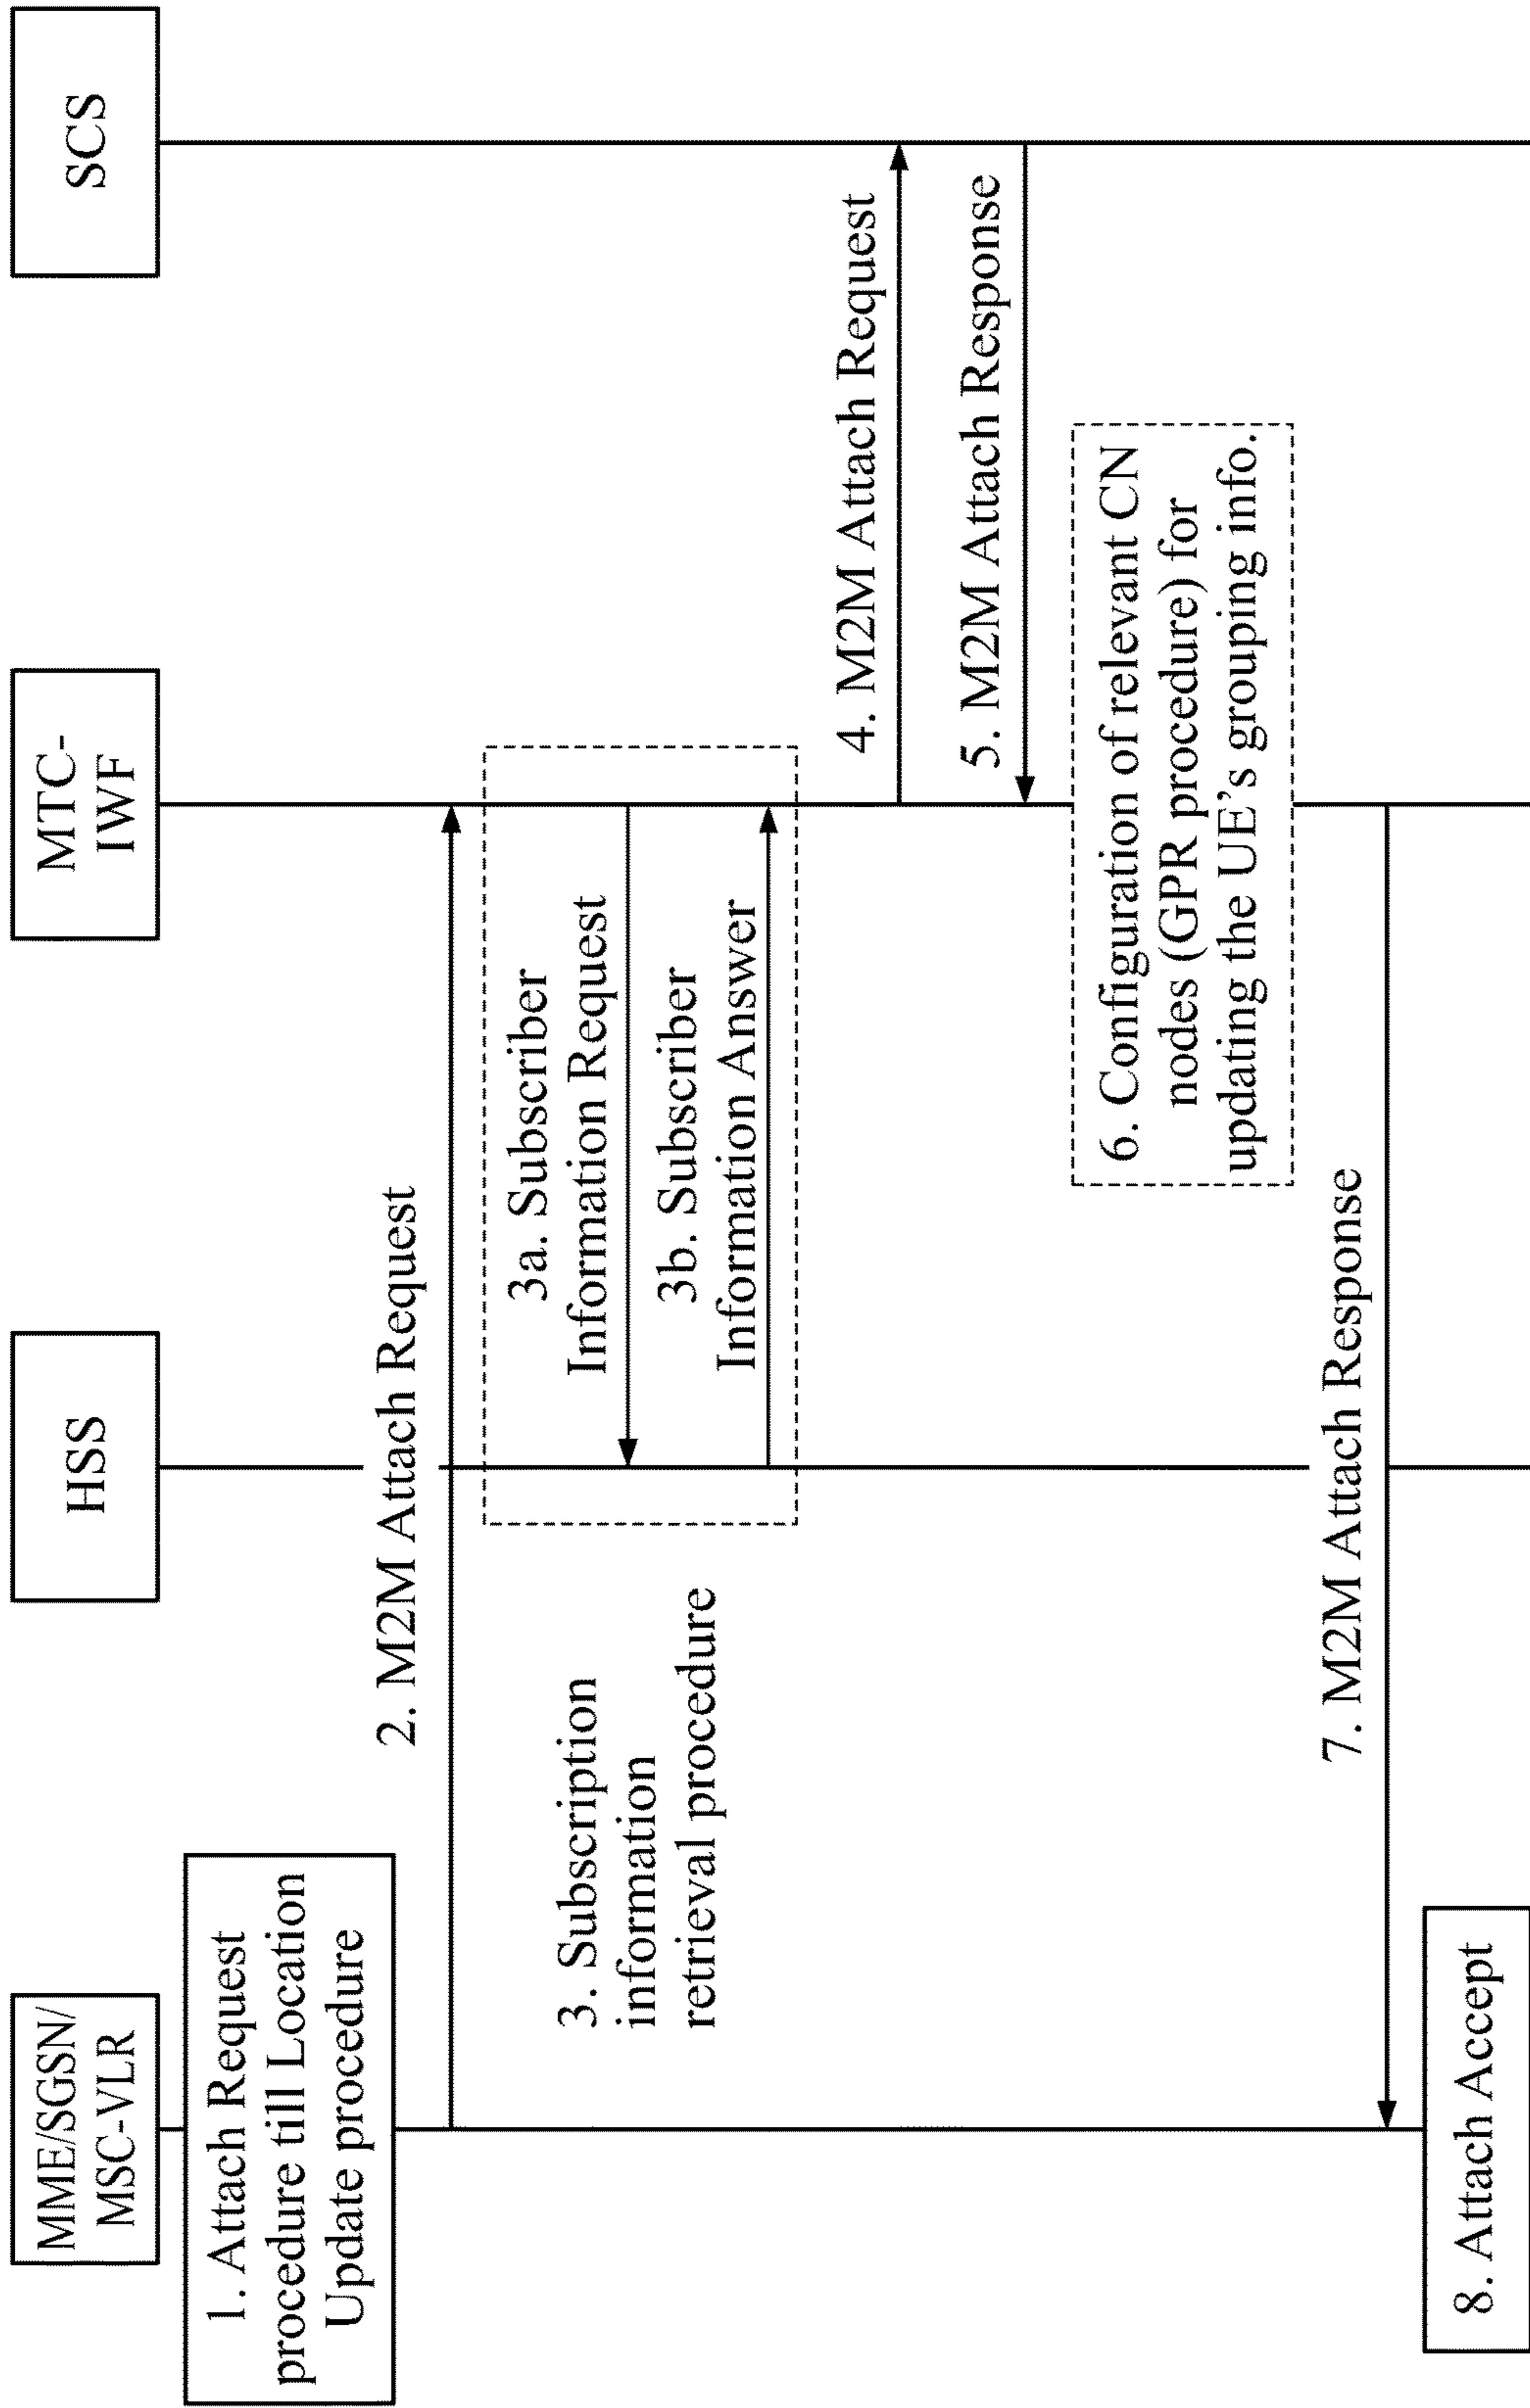 MME/SGSN/
MSC-VLR
HSS
MTC-
IWF
SCS
1. Attach Request
procedure till Location
Update procedure
2. M2M Attach Request
3. Subscription
information
retrieval procedure
3a. Subscriber
Information Request
3b. Subscriber
Information Answer
4. M2M Attach Request
5. M2M Attach Response
6. Configuration of relevant CN
nodes (GPR procedure) for
updating the UE's grouping info.
7. M2M Attach Response
8. Attach Accept